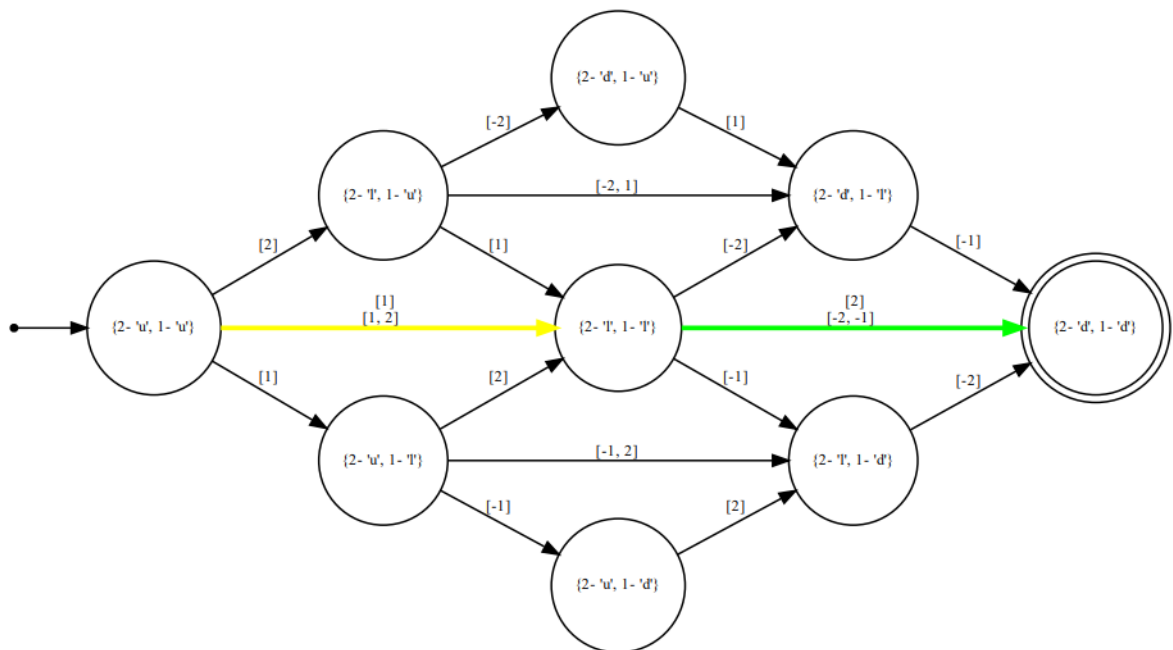 {2- 'd', 1- 'u'}
[-2]
[1]
{2- 'l', 1- 'u'}
[-2, 1]
{2- 'd', 1- 'l'}
[2]
[1]
[-2]
[-1]
{2- 'u', 1- 'u'}
[1]
[1, 2]
{2- 'l', 1- 'l'}
[2]
[-2, -1]
{2- 'd', 1- 'd'}
[1]
[2]
[-1]
[-2]
{2- 'u', 1- 'l'}
[-1, 2]
{2- 'l', 1- 'd'}
[-1]
[2]
{2- 'u', 1- 'd'}